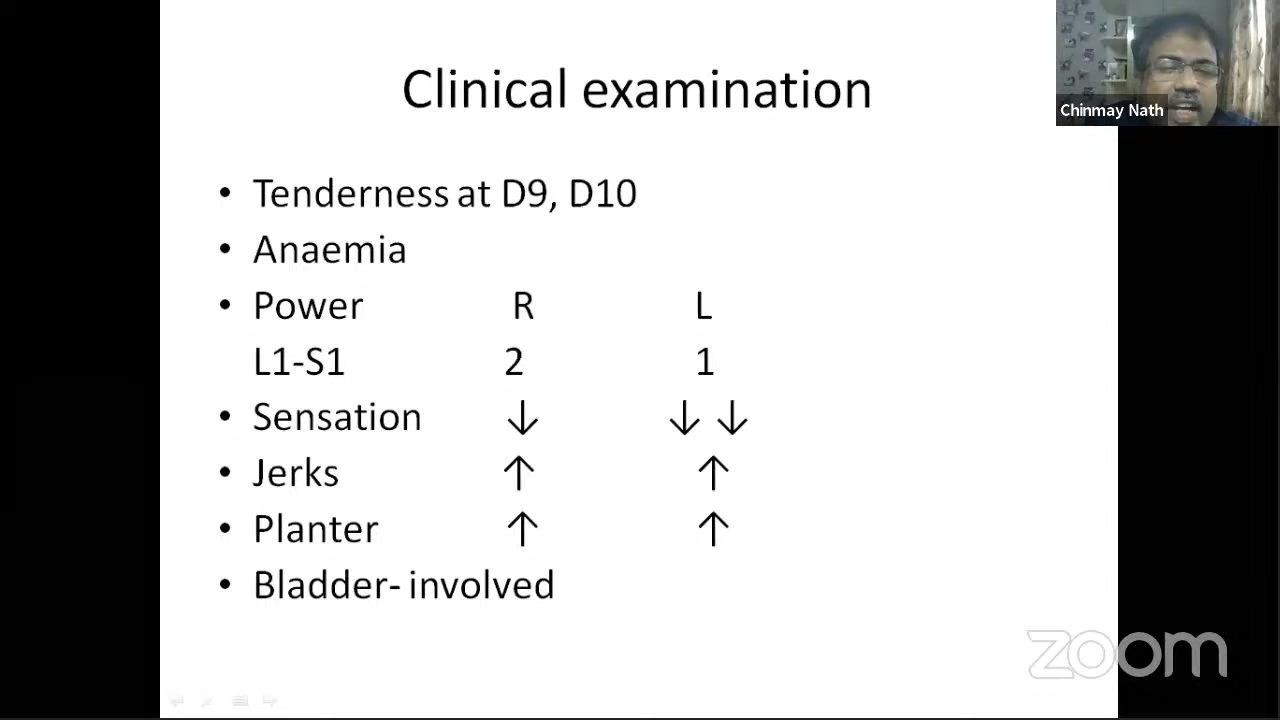 Clinical examination
Chinmay Nath
• Tenderness at D9, D10
• Anaemia
• Power R L
L1-S1 2 1
• Sensation ↓ ↓ ↓
• Jerks ↑ ↑
• Planter ↑ ↑
• Bladder- involved
zoom